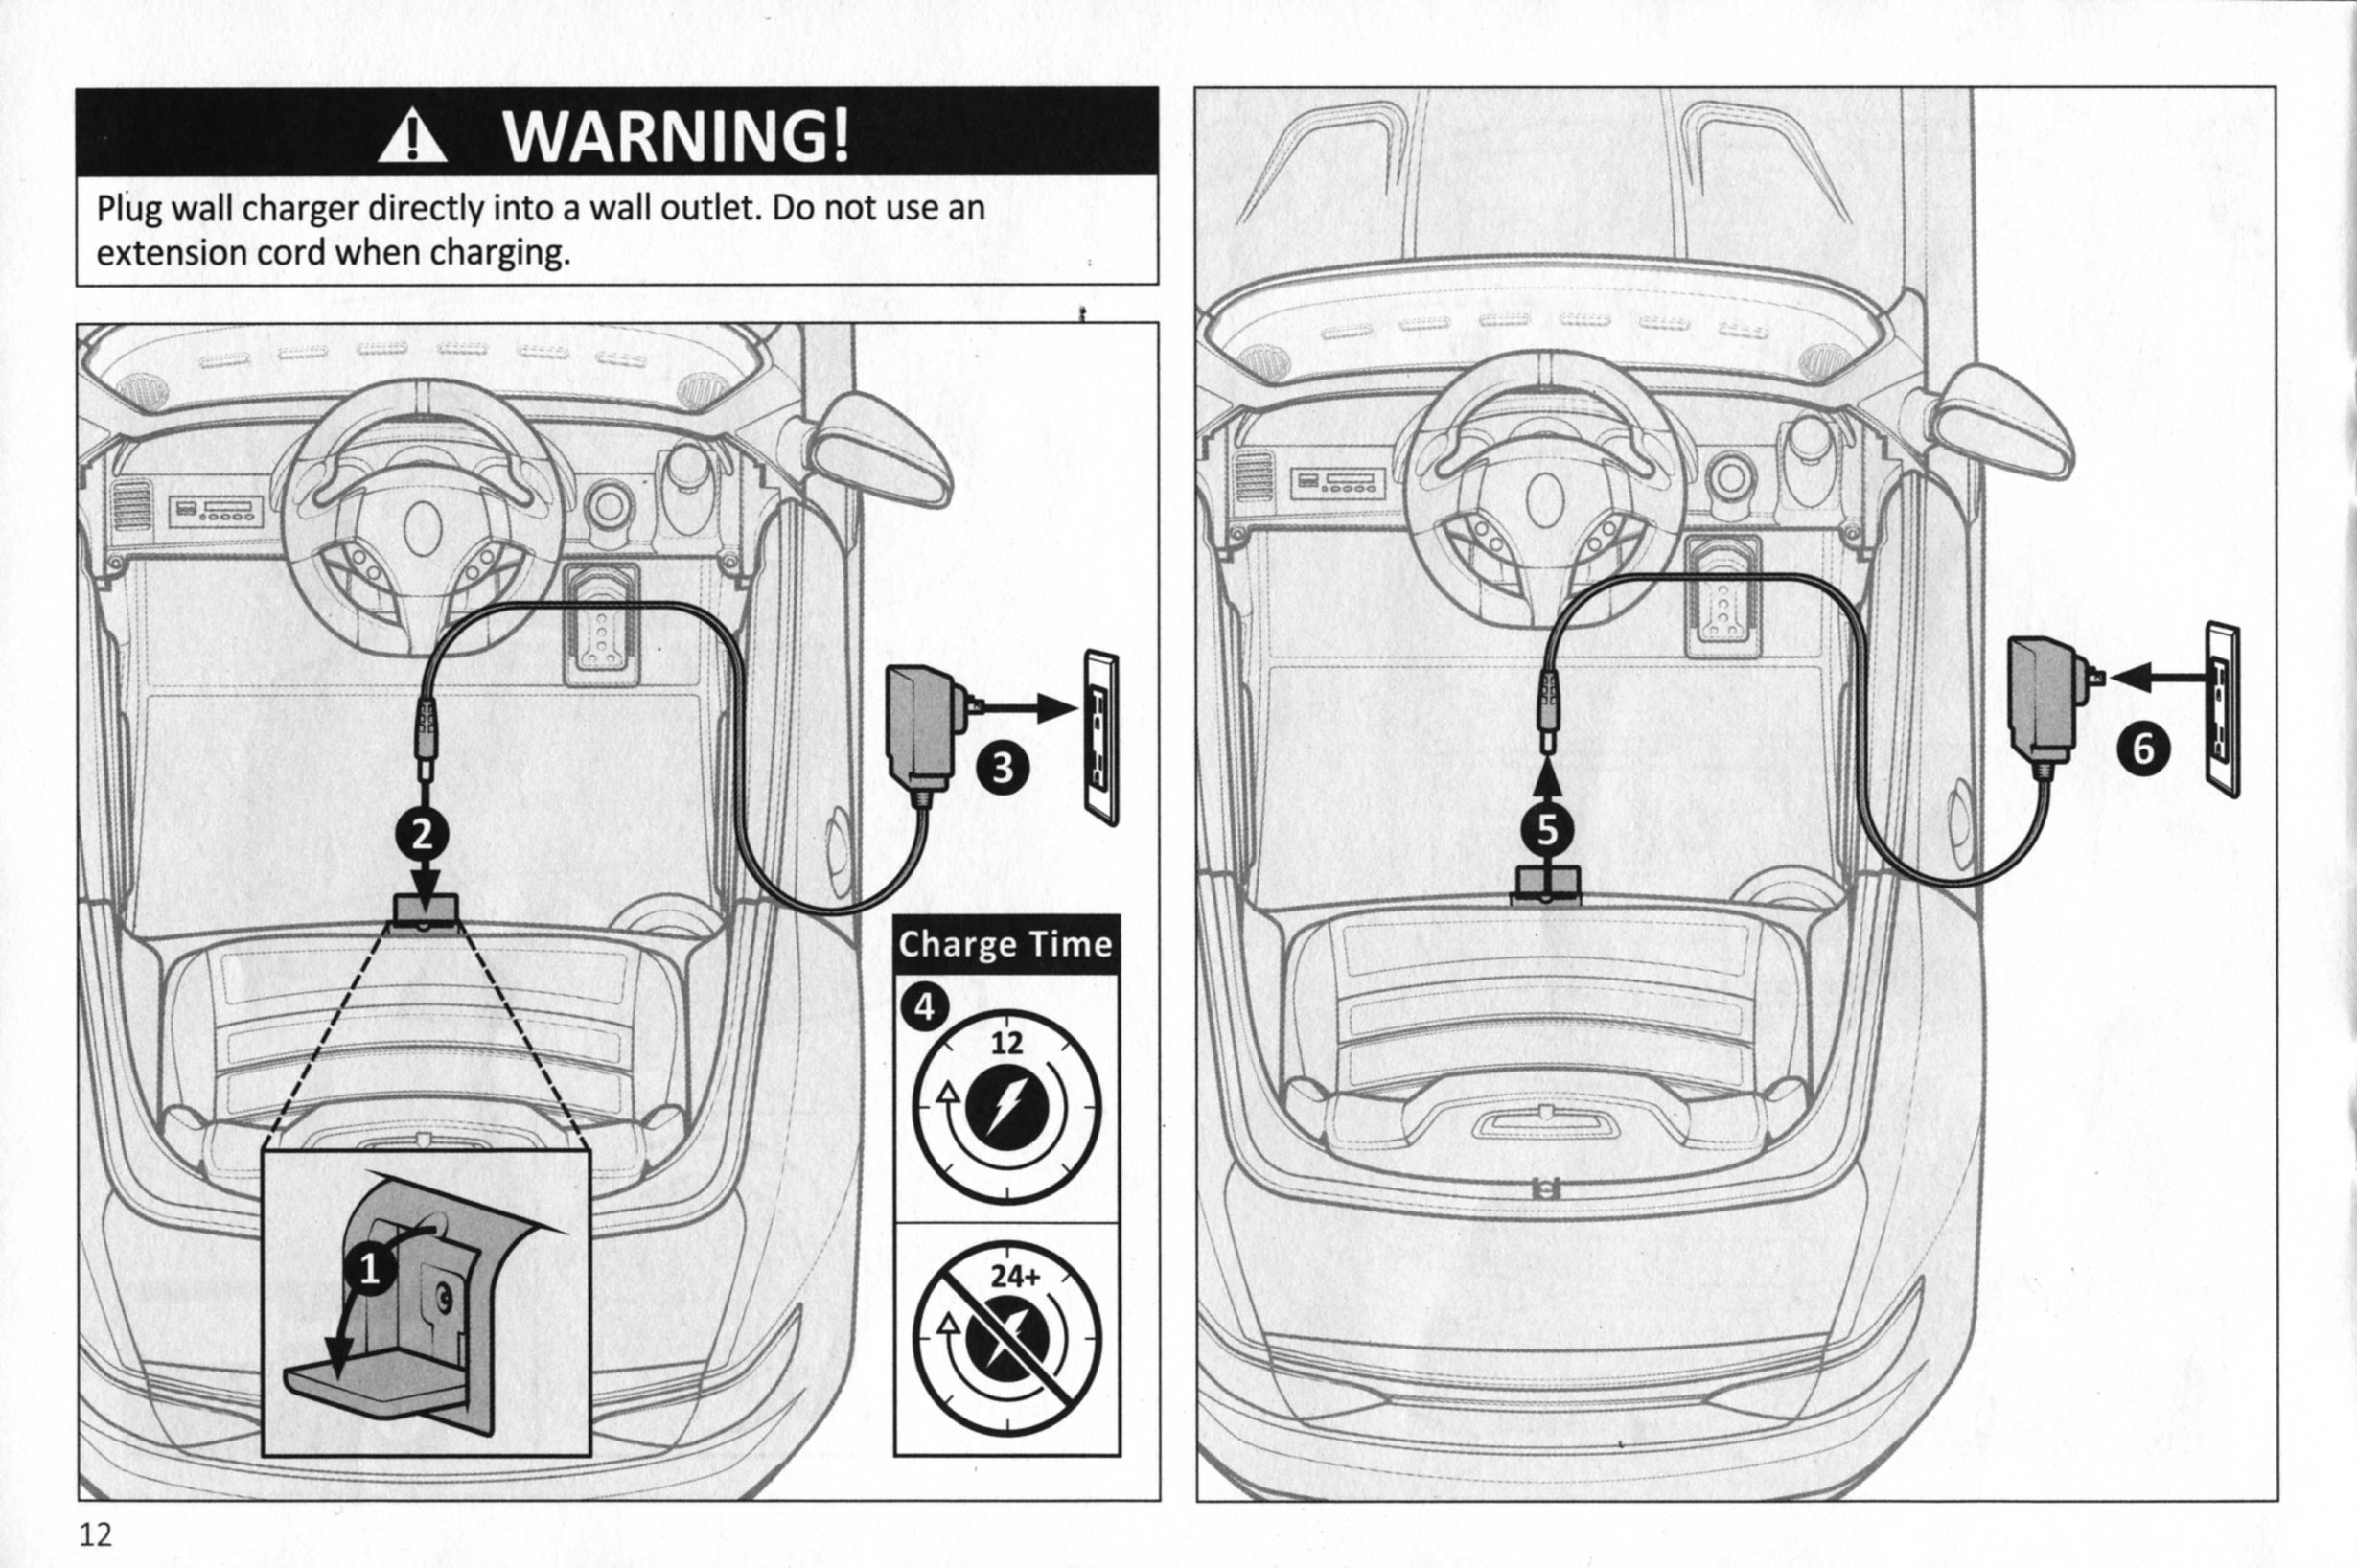 WARNING!
Plug wall charger directly into a wall outlet. Do not use an
extension cord when charging.
2
3
Charge Time
4
12
24+
1
5
6
12